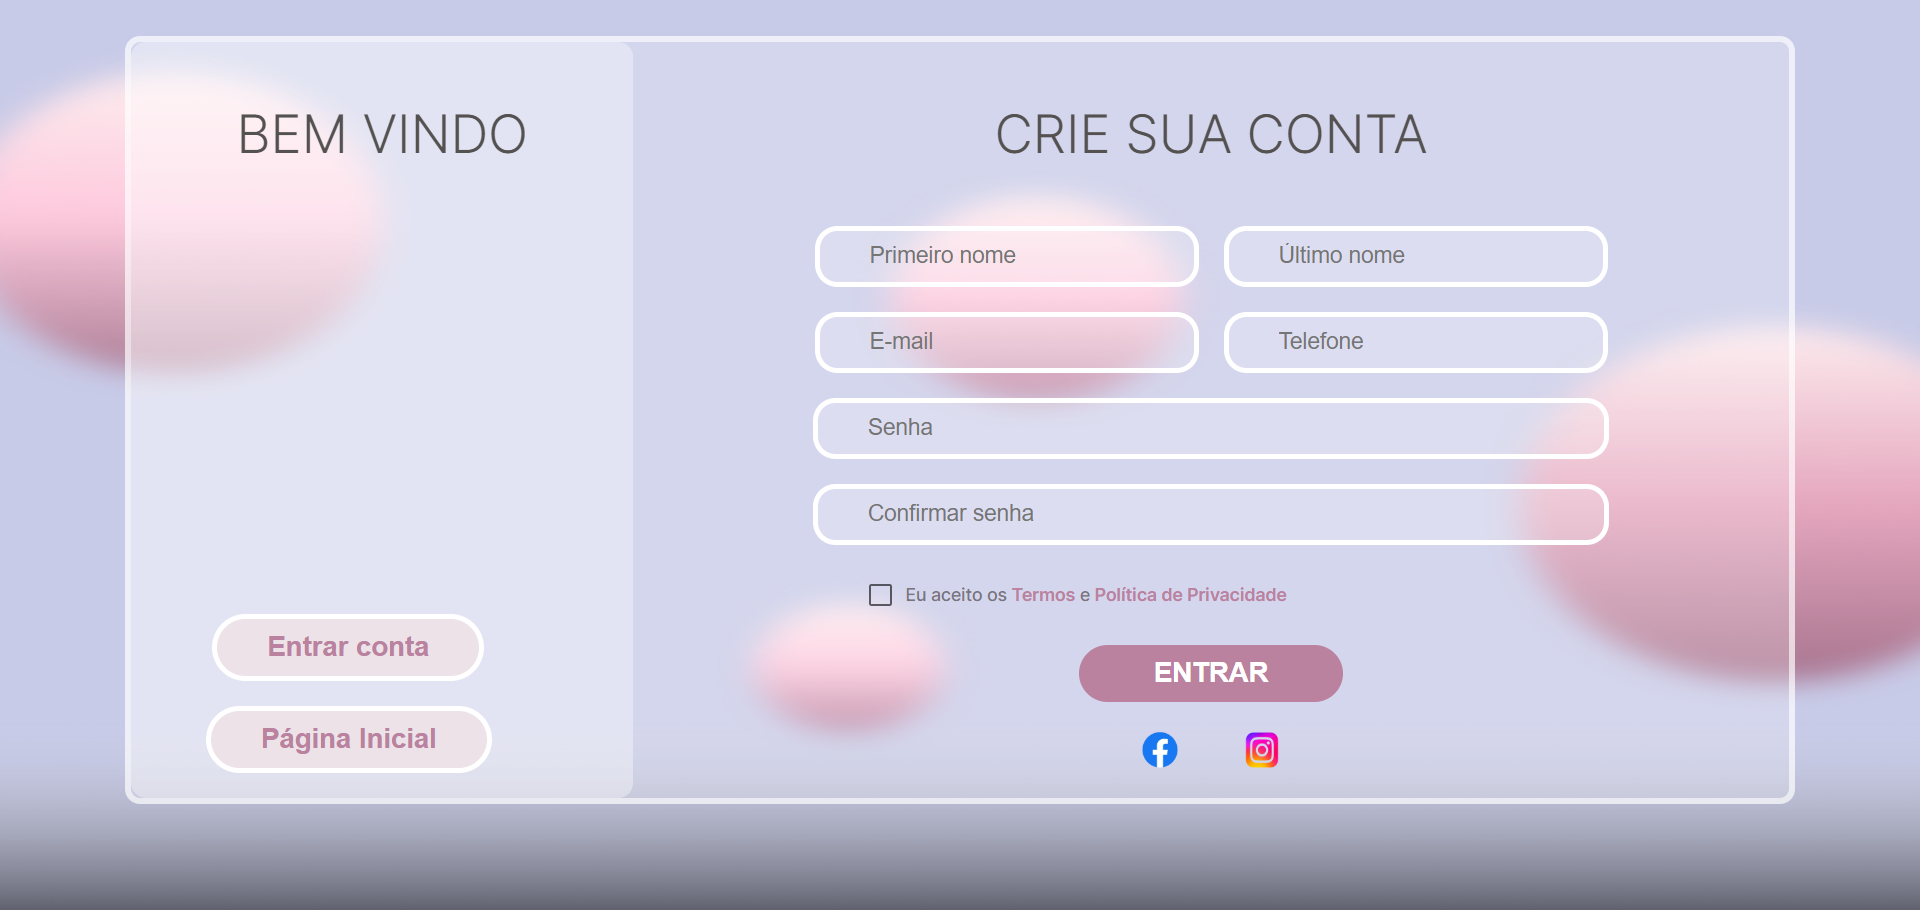 BEM VINDO
Entrar conta
Página Inicial
CRIE SUA CONTA
Primeiro nome
Último nome
E-mail
Telefone
Senha
Confirmar senha
Eu aceito os Termos e Política de Privacidade
ENTRAR